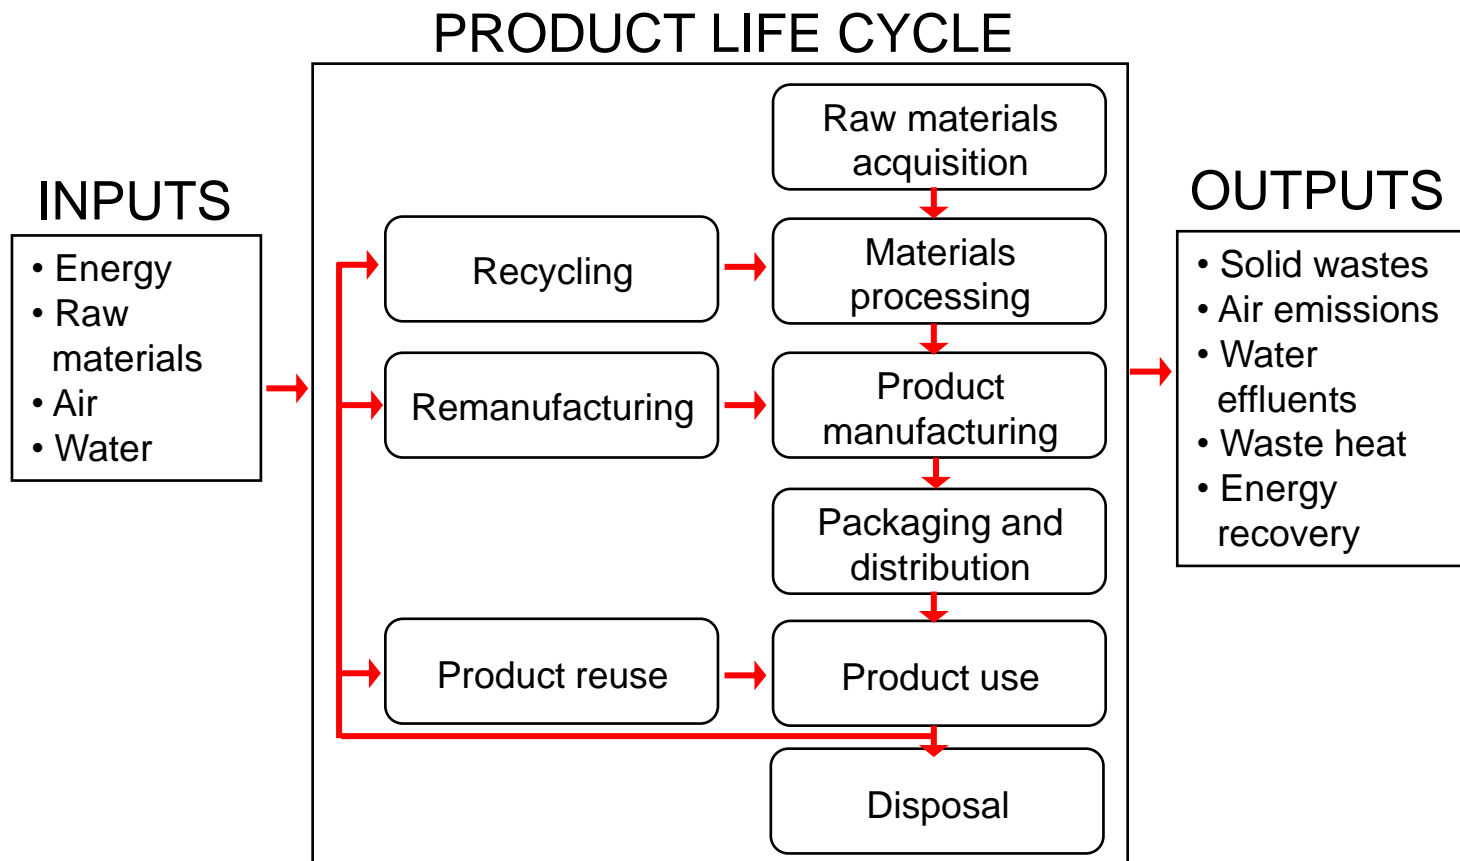 PRODUCT LIFE CYCLE
INPUTS
• Energy
• Raw
materials
• Air
• Water
Raw materials
acquisition
Recycling
Materials
processing
Remanufacturing
Product
manufacturing
Packaging and
distribution
Product reuse
Product use
Disposal
OUTPUTS
• Solid wastes
• Air emissions
• Water
effluents
• Waste heat
• Energy
recovery